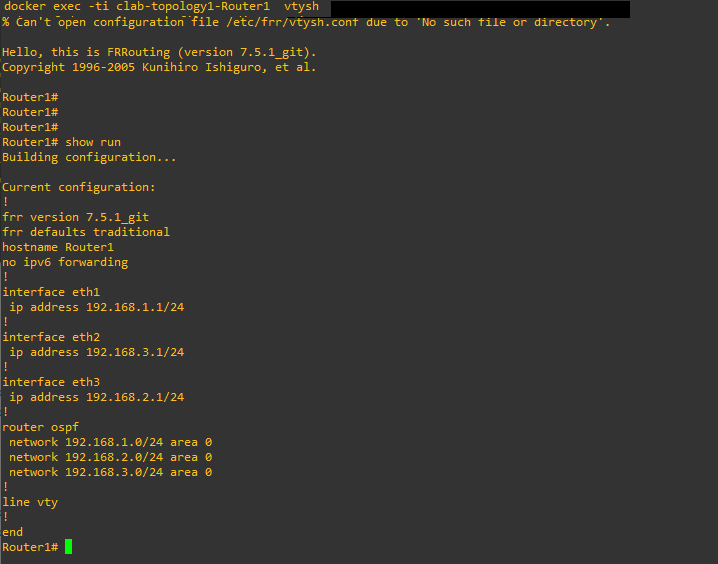 docker exec -ti clab-topology1-Router1  vtysh
% Can't open configuration file /etc/frr/vtysh.conf due to 'No such file or directory'.
Hello, this is FRRouting (version 7.5.1_git).
Copyright 1996-2005 Kunihiro Ishiguro, et al.
Router1#
Router1#
Router1#
Router1# show run
Building configuration...
Current configuration:
!
frr version 7.5.1_git
frr defaults traditional
hostname Router1
no ipv6 forwarding
!
interface eth1
 ip address 192.168.1.1/24
!
interface eth2
 ip address 192.168.3.1/24
!
interface eth3
 ip address 192.168.2.1/24
!
router ospf
 network 192.168.1.0/24 area 0
 network 192.168.2.0/24 area 0
 network 192.168.3.0/24 area 0
!
line vty
!
end
Router1#